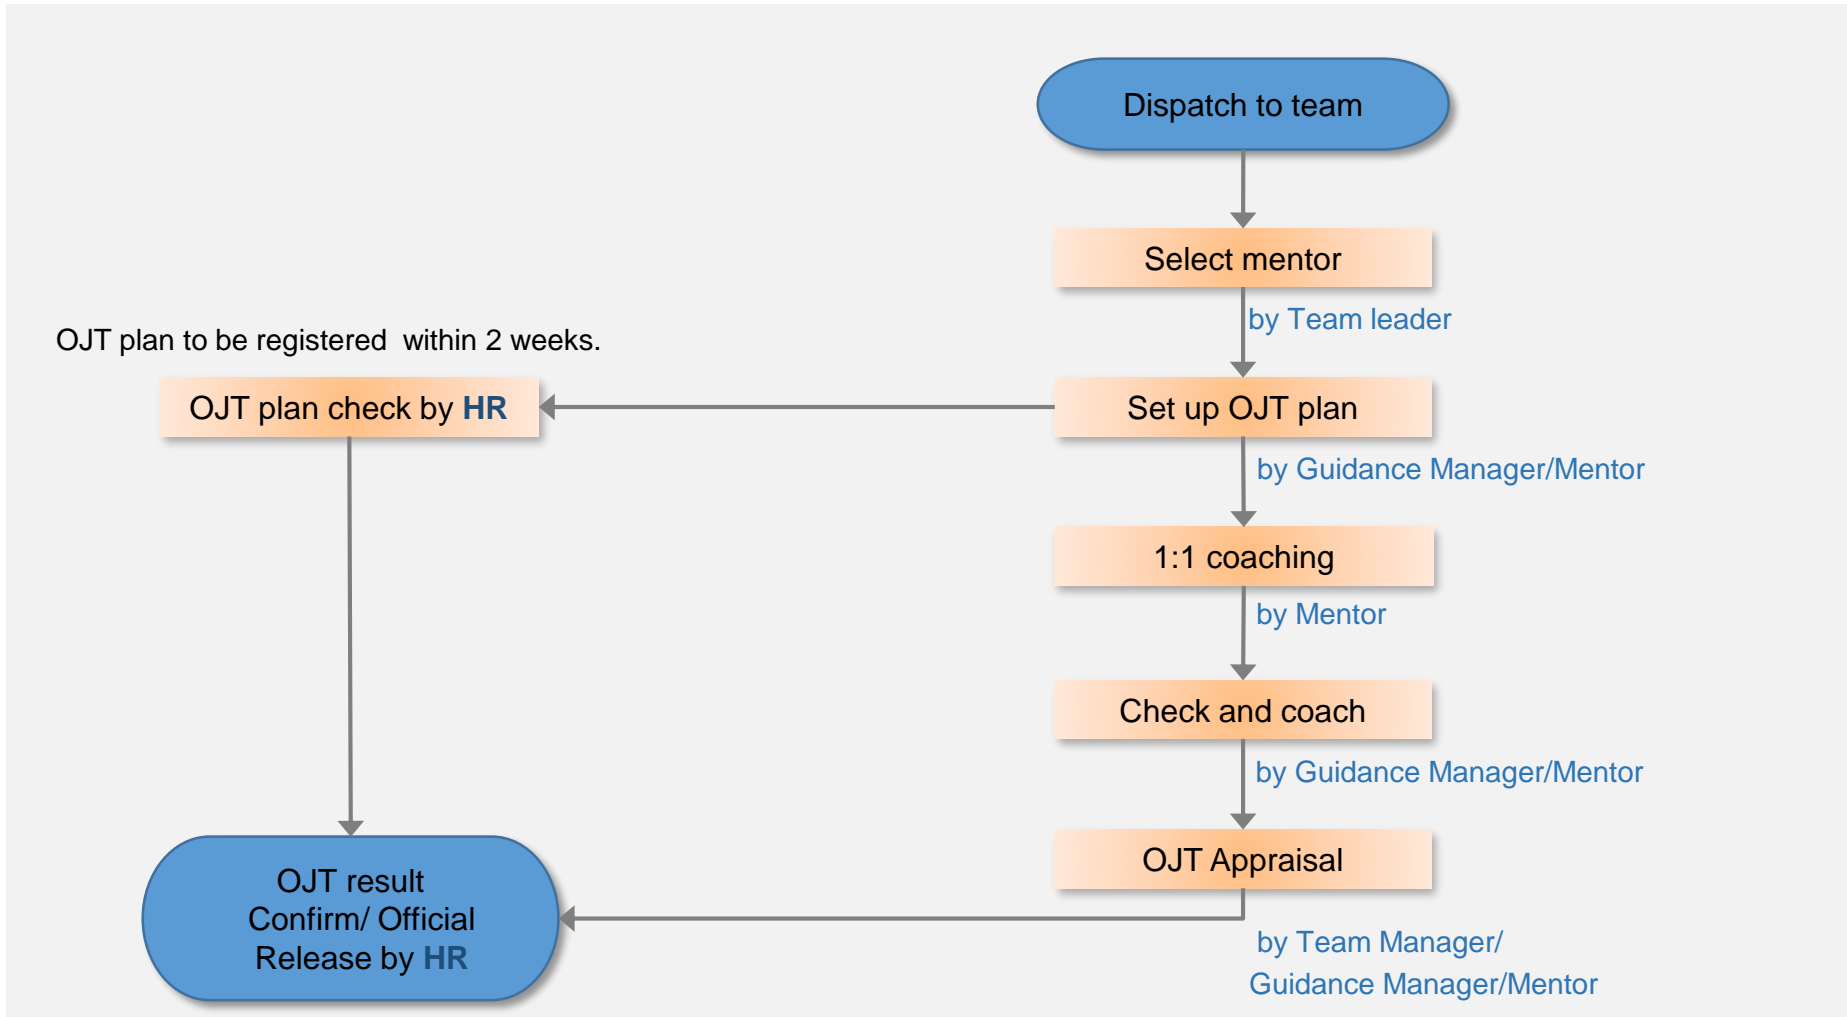 Dispatch to team
Select mentor
by Team leader
OJT plan to be registered  within 2 weeks.
OJT plan check by HR
Set up OJT plan
by Guidance Manager/Mentor
1:1 coaching
by Mentor
Check and coach
by Guidance Manager/Mentor
OJT Appraisal
OJT result
Confirm/ Official
Release by HR
by Team Manager/
Guidance Manager/Mentor